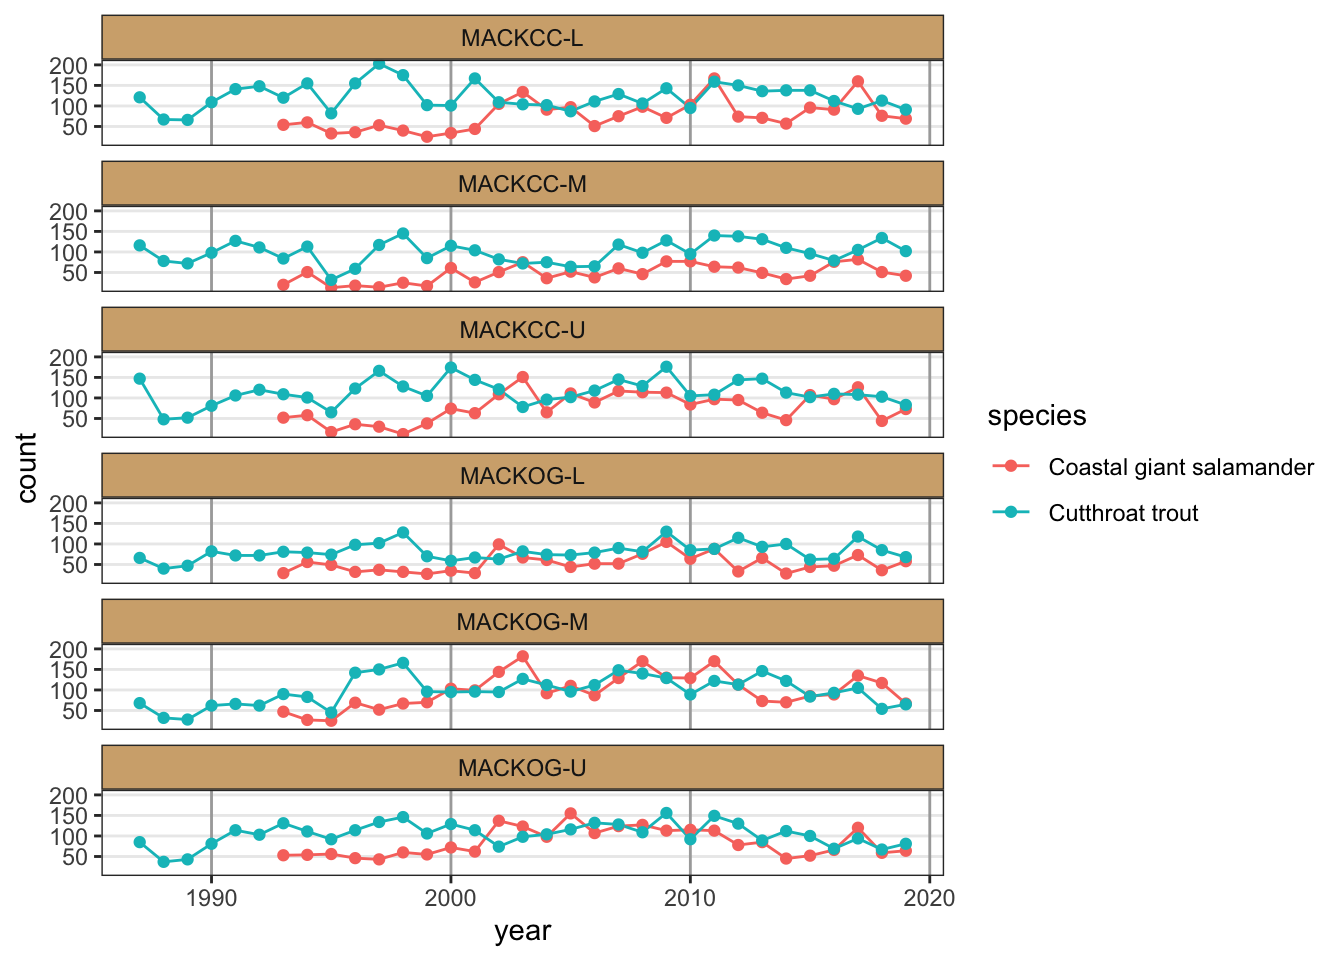 MACKCC-L
200
150
100
50
MACKCC-M
200
150
100
50
MACKCC-U
200
150
100
50
MACKOG-L
200
150
100
50
MACKOG-M
200
150
100
50
MACKOG-U
200
150
100
50
1990 2000 2010 2020
year
count
species
Coastal giant salamander
Cutthroat trout